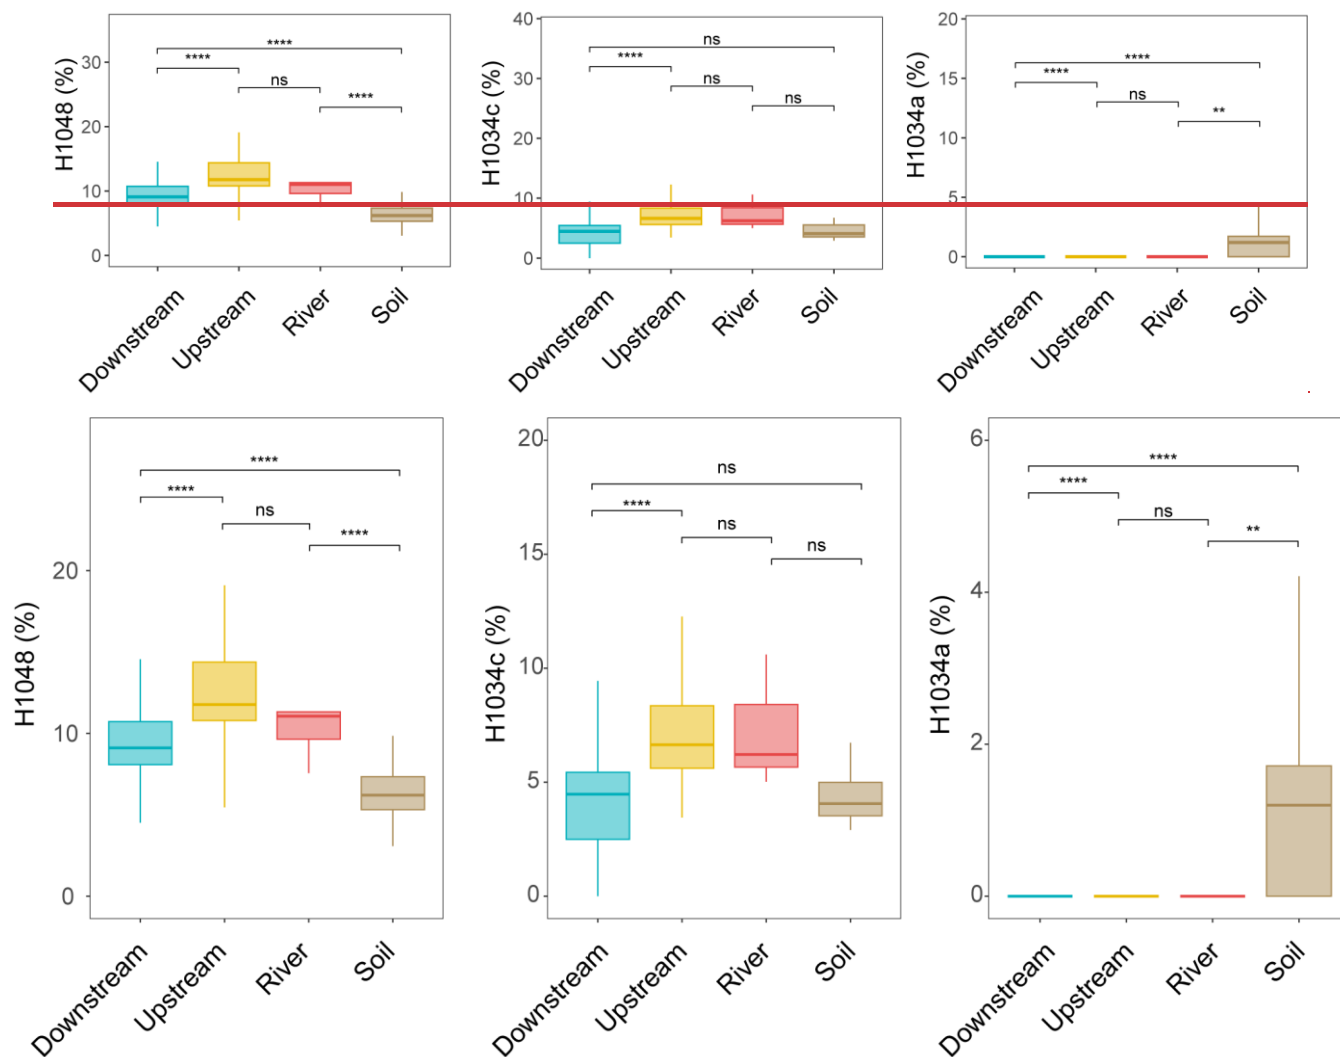 H1048 (%)
30
20
10
0
****
****
ns
****
Downstream
Upstream
River
Soil
H1034c (%)
40
30
20
10
0
ns
****
ns
ns
Downstream
Upstream
River
Soil
H1034a (%)
20
15
10
5
0
****
****
ns
**
Downstream
Upstream
River
Soil
H1048 (%)
20
10
0
****
****
ns
****
Downstream
Upstream
River
Soil
H1034c (%)
20
15
10
5
0
ns
****
ns
ns
Downstream
Upstream
River
Soil
H1034a (%)
6
4
2
0
****
****
ns
**
Downstream
Upstream
River
Soil